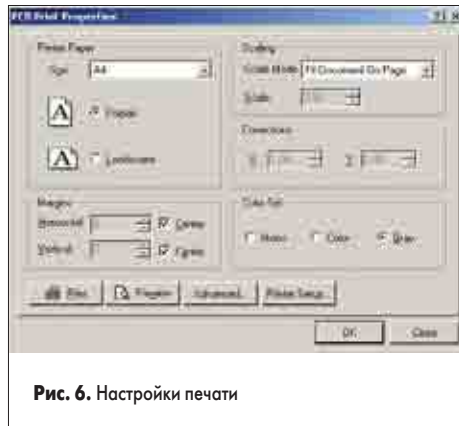 PCB Print Properties
Printer Paper
Size: A4
Portrait
Landscape
Margins
Horizontal: Center
Vertical: Center
Scaling
Scale Mode Fit Document On Page
Scale
Corrections
X Y
Color Set
Mono Color Gray
Print Preview Advanced... Printer Setup...
OK Close
Рис. 6. Настройки печати